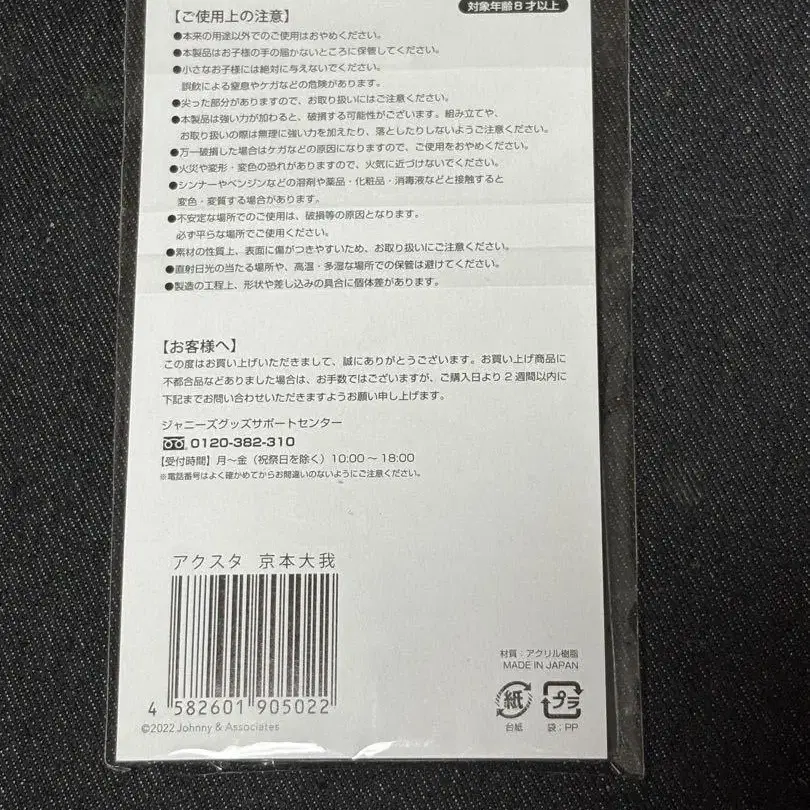 対象年齢8才以上
【ご使用上の注意】
●本来の用途以外でのご使用はおやめください。
●本製品はお子様の手の届かないところに保管してください。
●小さなお子様には絶対に与えないでください。
誤飲による窒息やケガなどの危険があります。
●尖った部分がありますので、お取り扱いにはご注意ください。
●本製品は強い力が加わると、破損する可能性がございます。組み立てや、
お取り扱いの際は無理に強い力を加えたり、落としたりしないようご注意ください。
●万一破損した場合はケガなどの原因になりますので、ご使用をおやめください。
●火災や変形・変色の恐れがありますので、火気に近づけないでください。
●シンナーやベンジンなどの溶剤や薬品・化粧品・消毒液などと接触すると
変色・変質する場合があります。
●不安定な場所でのご使用は、破損等の原因となります。
必ず平らな場所でご使用ください。
●素材の性質上、表面に傷がつきやすいため、お取り扱いにご注意ください。
●直射日光の当たる場所や、高温・多湿な場所での保管は避けてください。
●製造の工程上、形状や差し込みの具合に個体差があります。
【お客様へ】
この度はお買い上げいただきまして、誠にありがとうございます。お買い上げ商品に
不都合品などありました場合は、お手数ではございますが、ご購入日より2週間以内に
下記までお問い合わせいただきますようお願い申し上げます。
ジャニーズグッズサポートセンター
0120-382-310
【受付時間】月〜金（祝祭日を除く）10:00〜18:00
※電話番号はよく確かめてからお間違いのないようにご注意ください。
アクスタ 京本大我
4 582601 905022
©2022 Johnny & Associates
材質：アクリル樹脂
MADE IN JAPAN
紙 プラ
台紙 袋：PP